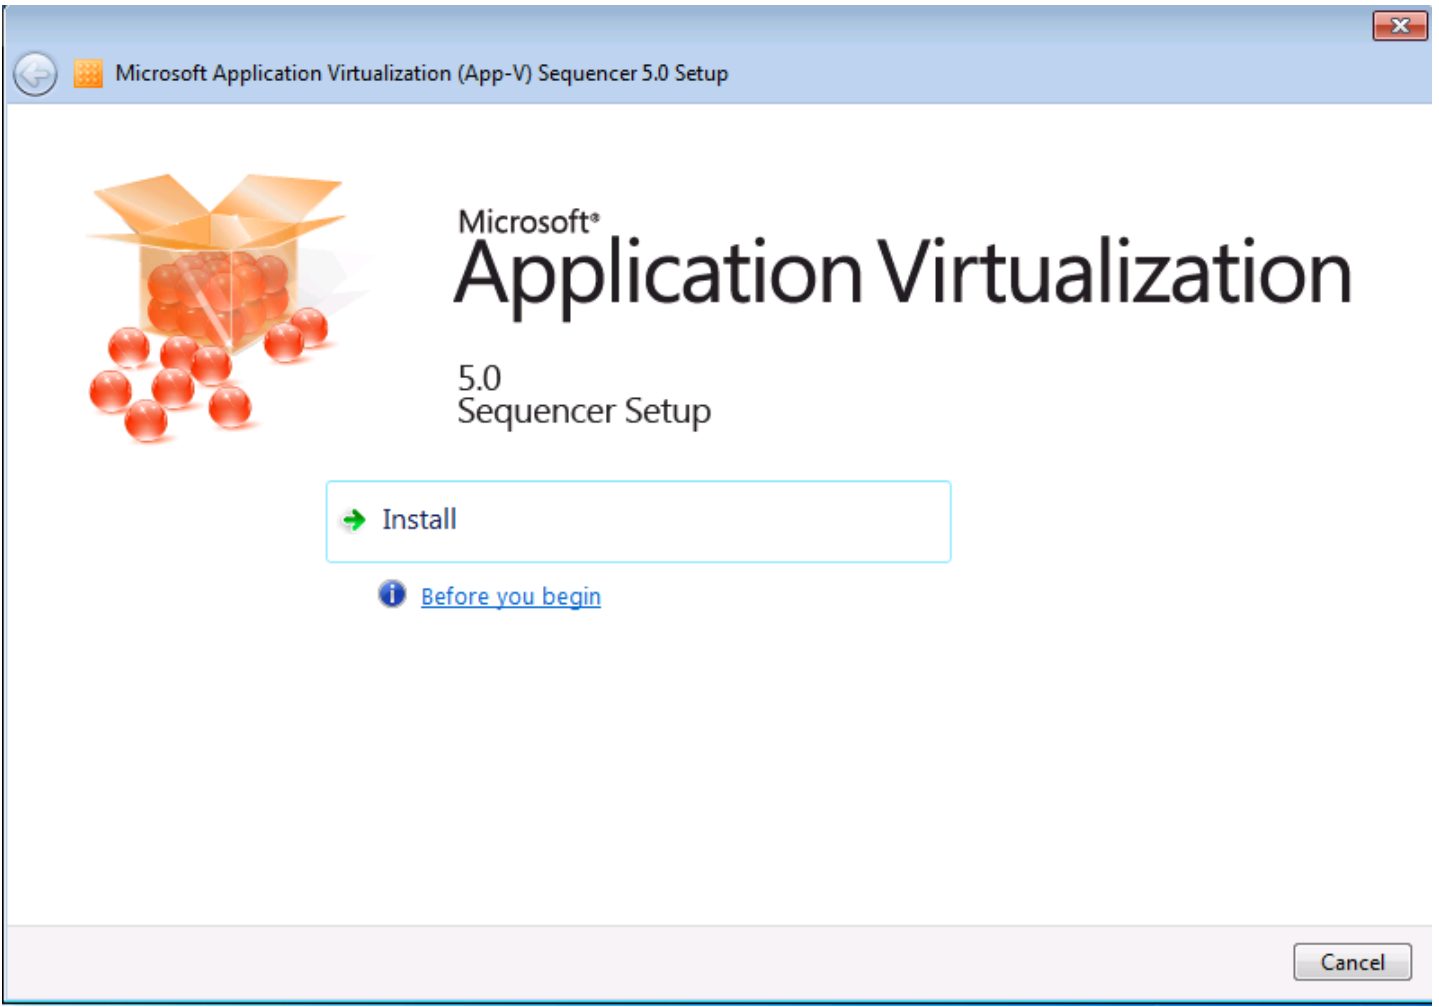 Microsoft Application Virtualization (App-V) Sequencer 5.0 Setup
Microsoft®
Application Virtualization
5.0
Sequencer Setup
Install
Before you begin
Cancel